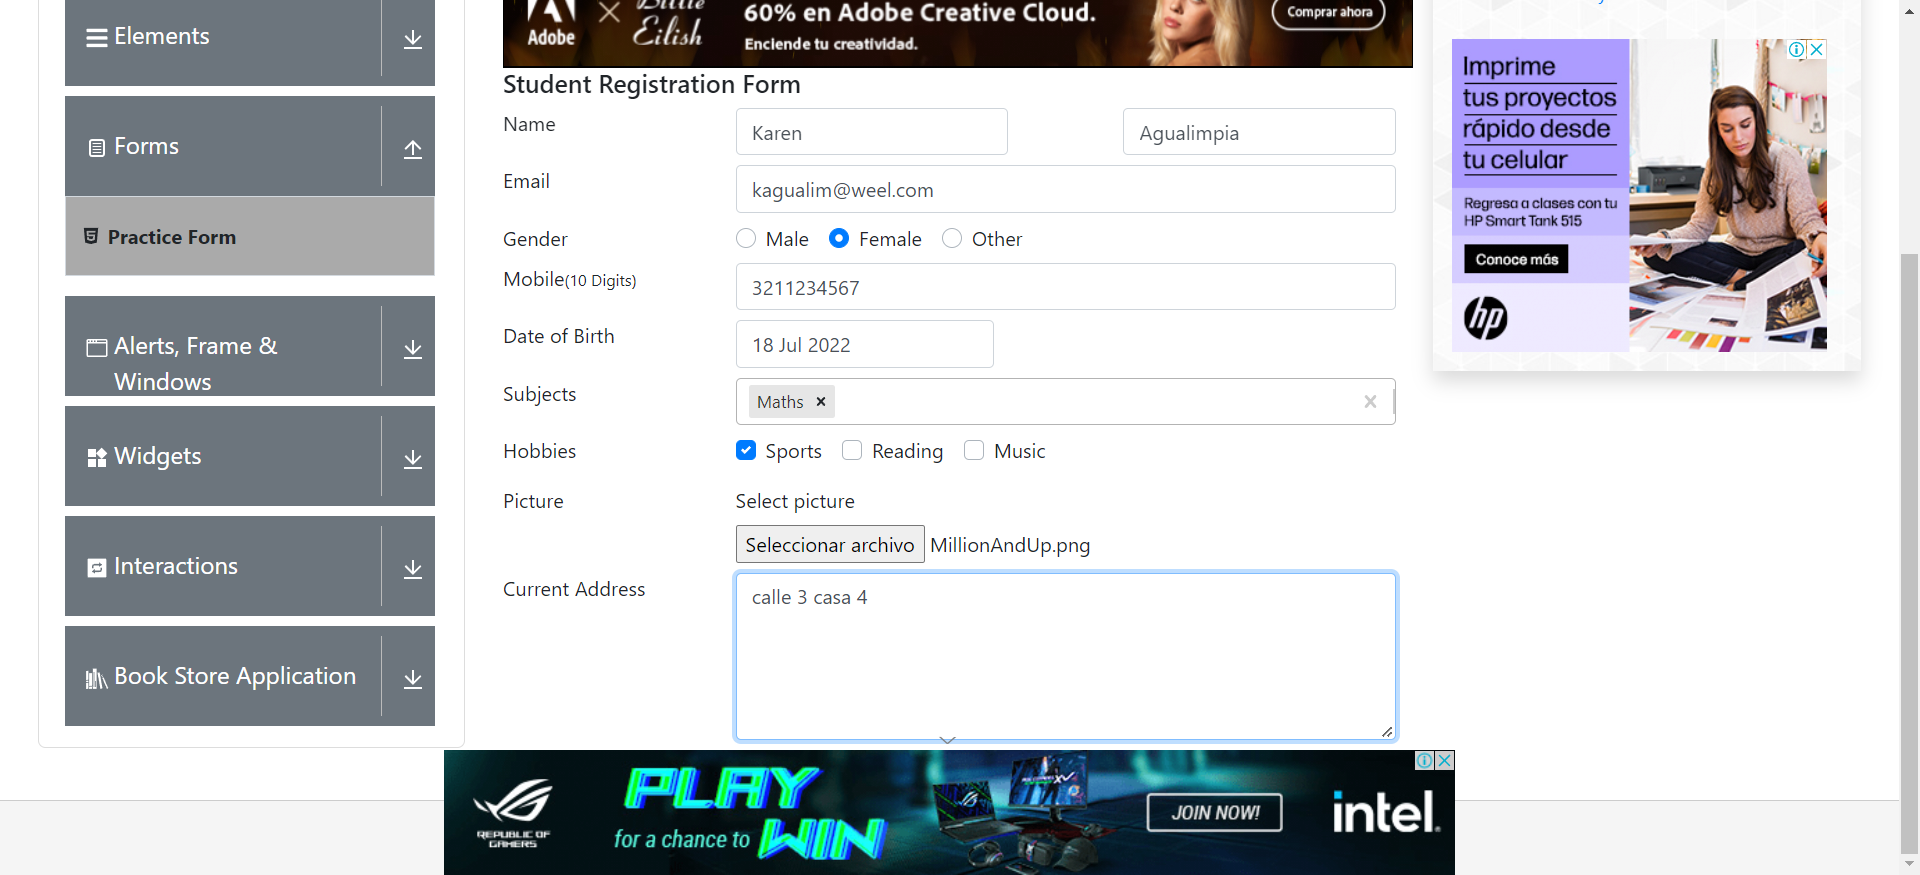 Elements
Forms
Practice Form
Alerts, Frame &
Windows
Widgets
Interactions
Book Store Application
Adobe
Billie
Eilish
60% en Adobe Creative Cloud.
Enciende tu creatividad.
Comprar ahora
Student Registration Form
Name
Karen
Agualimpia
Email
kagualim@weel.com
Gender
Male
Female
Other
Mobile(10 Digits)
3211234567
Date of Birth
18 Jul 2022
Subjects
Maths
Hobbies
Sports
Reading
Music
Picture
Select picture
Seleccionar archivo
MillionAndUp.png
Current Address
calle 3 casa 4
Imprime
tus proyectos
rápido desde
tu celular
Regresa a clases con tu
HP Smart Tank 515
Conoce más
hp
REPUBLIC OF
GAMERS
PLAY
for a chance to WIN
JOIN NOW!
intel.